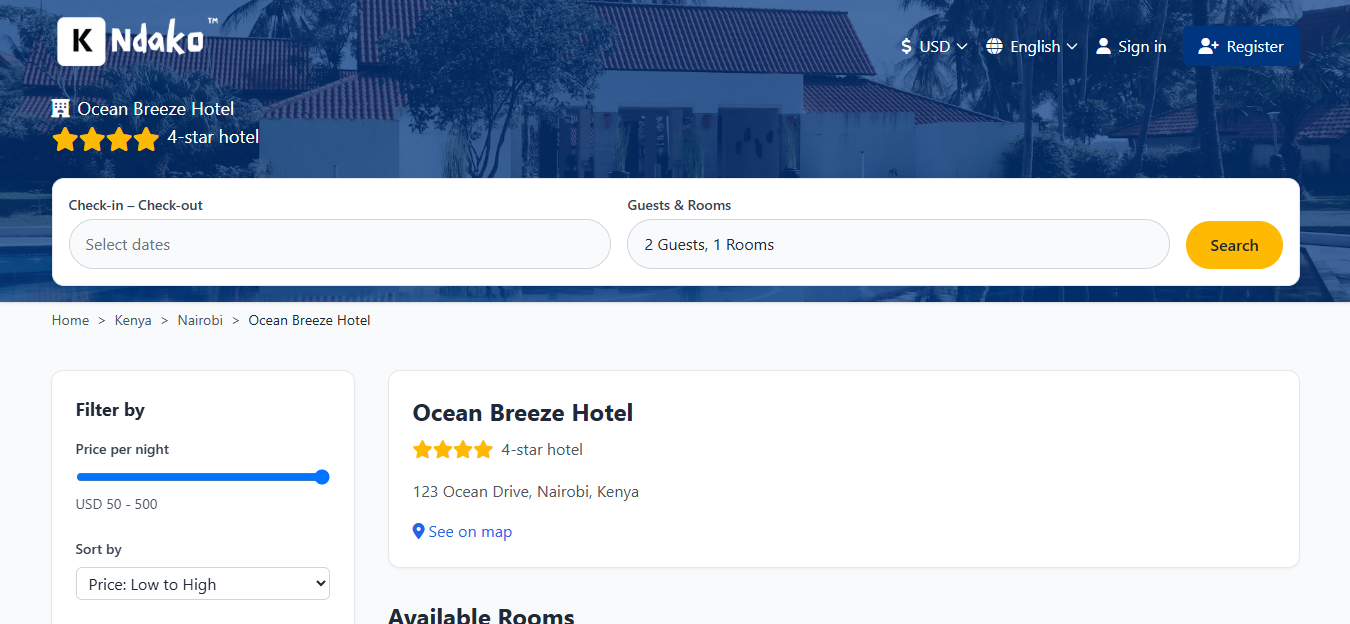 K Ndako™
$ USD
English
Sign in
Register
Ocean Breeze Hotel
4-star hotel
Check-in – Check-out
Guests & Rooms
Select dates
2 Guests, 1 Rooms
Search
Home > Kenya > Nairobi > Ocean Breeze Hotel
Filter by
Price per night
USD 50 - 500
Sort by
Price: Low to High
Ocean Breeze Hotel
4-star hotel
123 Ocean Drive, Nairobi, Kenya
See on map
Available Rooms